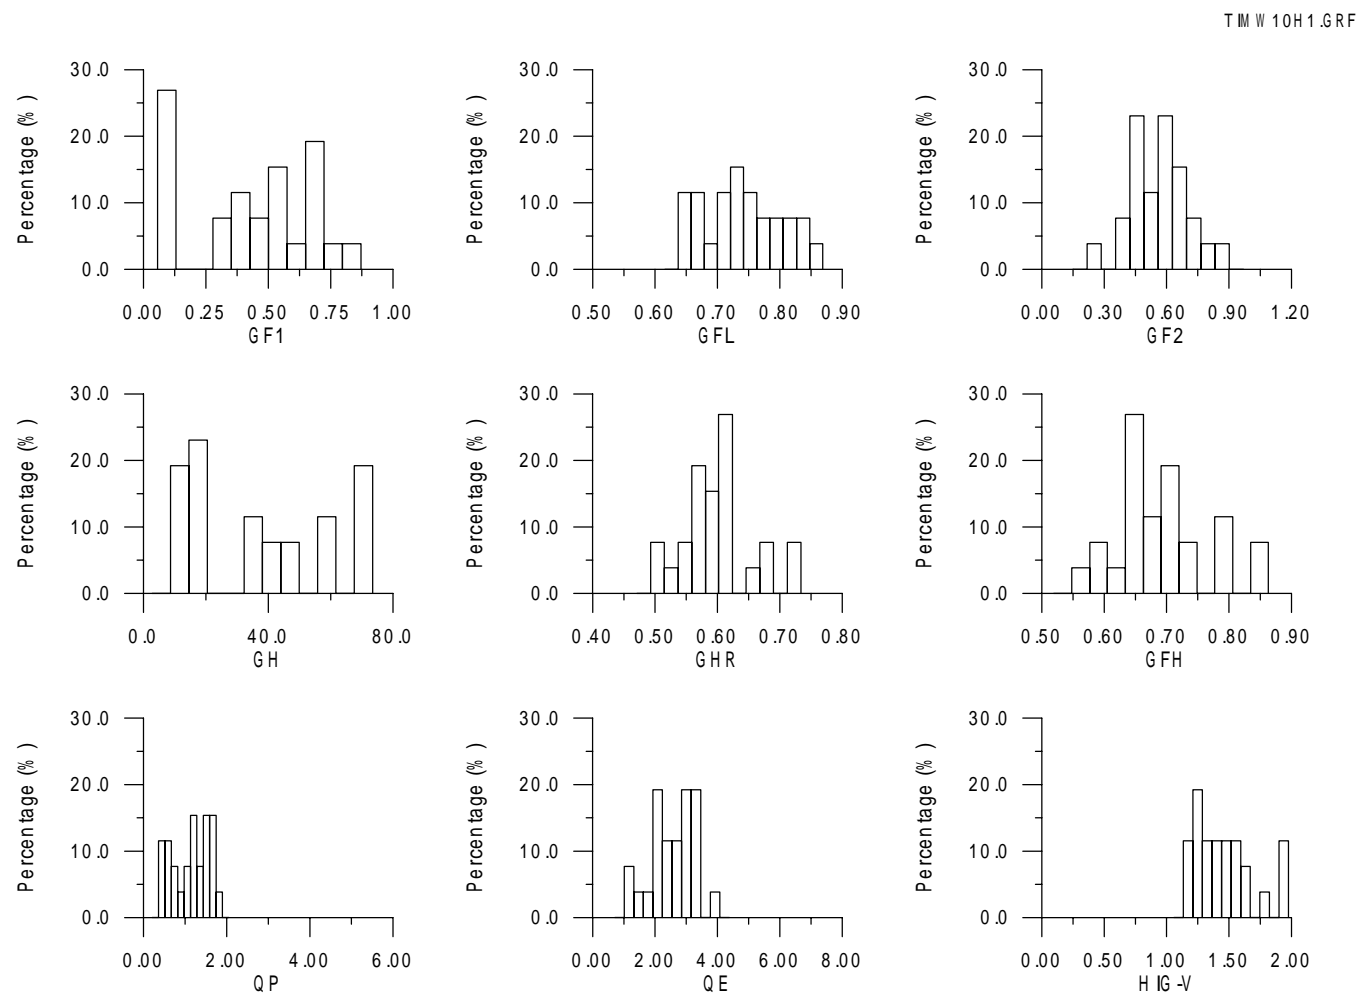 TIMW10H1.GRF
Percentage (%)
30.0
20.0
10.0
0.0
0.00 0.25 0.50 0.75 1.00
GF1
Percentage (%)
30.0
20.0
10.0
0.0
0.50 0.60 0.70 0.80 0.90
GFL
Percentage (%)
30.0
20.0
10.0
0.0
0.00 0.30 0.60 0.90 1.20
GF2
Percentage (%)
30.0
20.0
10.0
0.0
0.0 40.0 80.0
GH
Percentage (%)
30.0
20.0
10.0
0.0
0.40 0.50 0.60 0.70 0.80
GHR
Percentage (%)
30.0
20.0
10.0
0.0
0.50 0.60 0.70 0.80 0.90
GFH
Percentage (%)
30.0
20.0
10.0
0.0
0.00 2.00 4.00 6.00
QP
Percentage (%)
30.0
20.0
10.0
0.0
0.00 2.00 4.00 6.00 8.00
QE
Percentage (%)
30.0
20.0
10.0
0.0
0.00 0.50 1.00 1.50 2.00
HIG-V